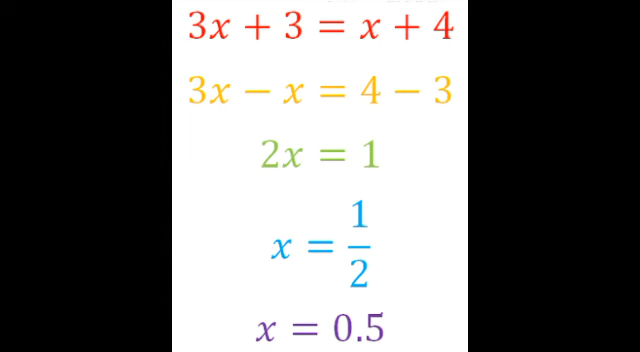 3x + 3 = x + 4
3x − x = 4 − 3
2x = 1
x = 1/2
x = 0.5